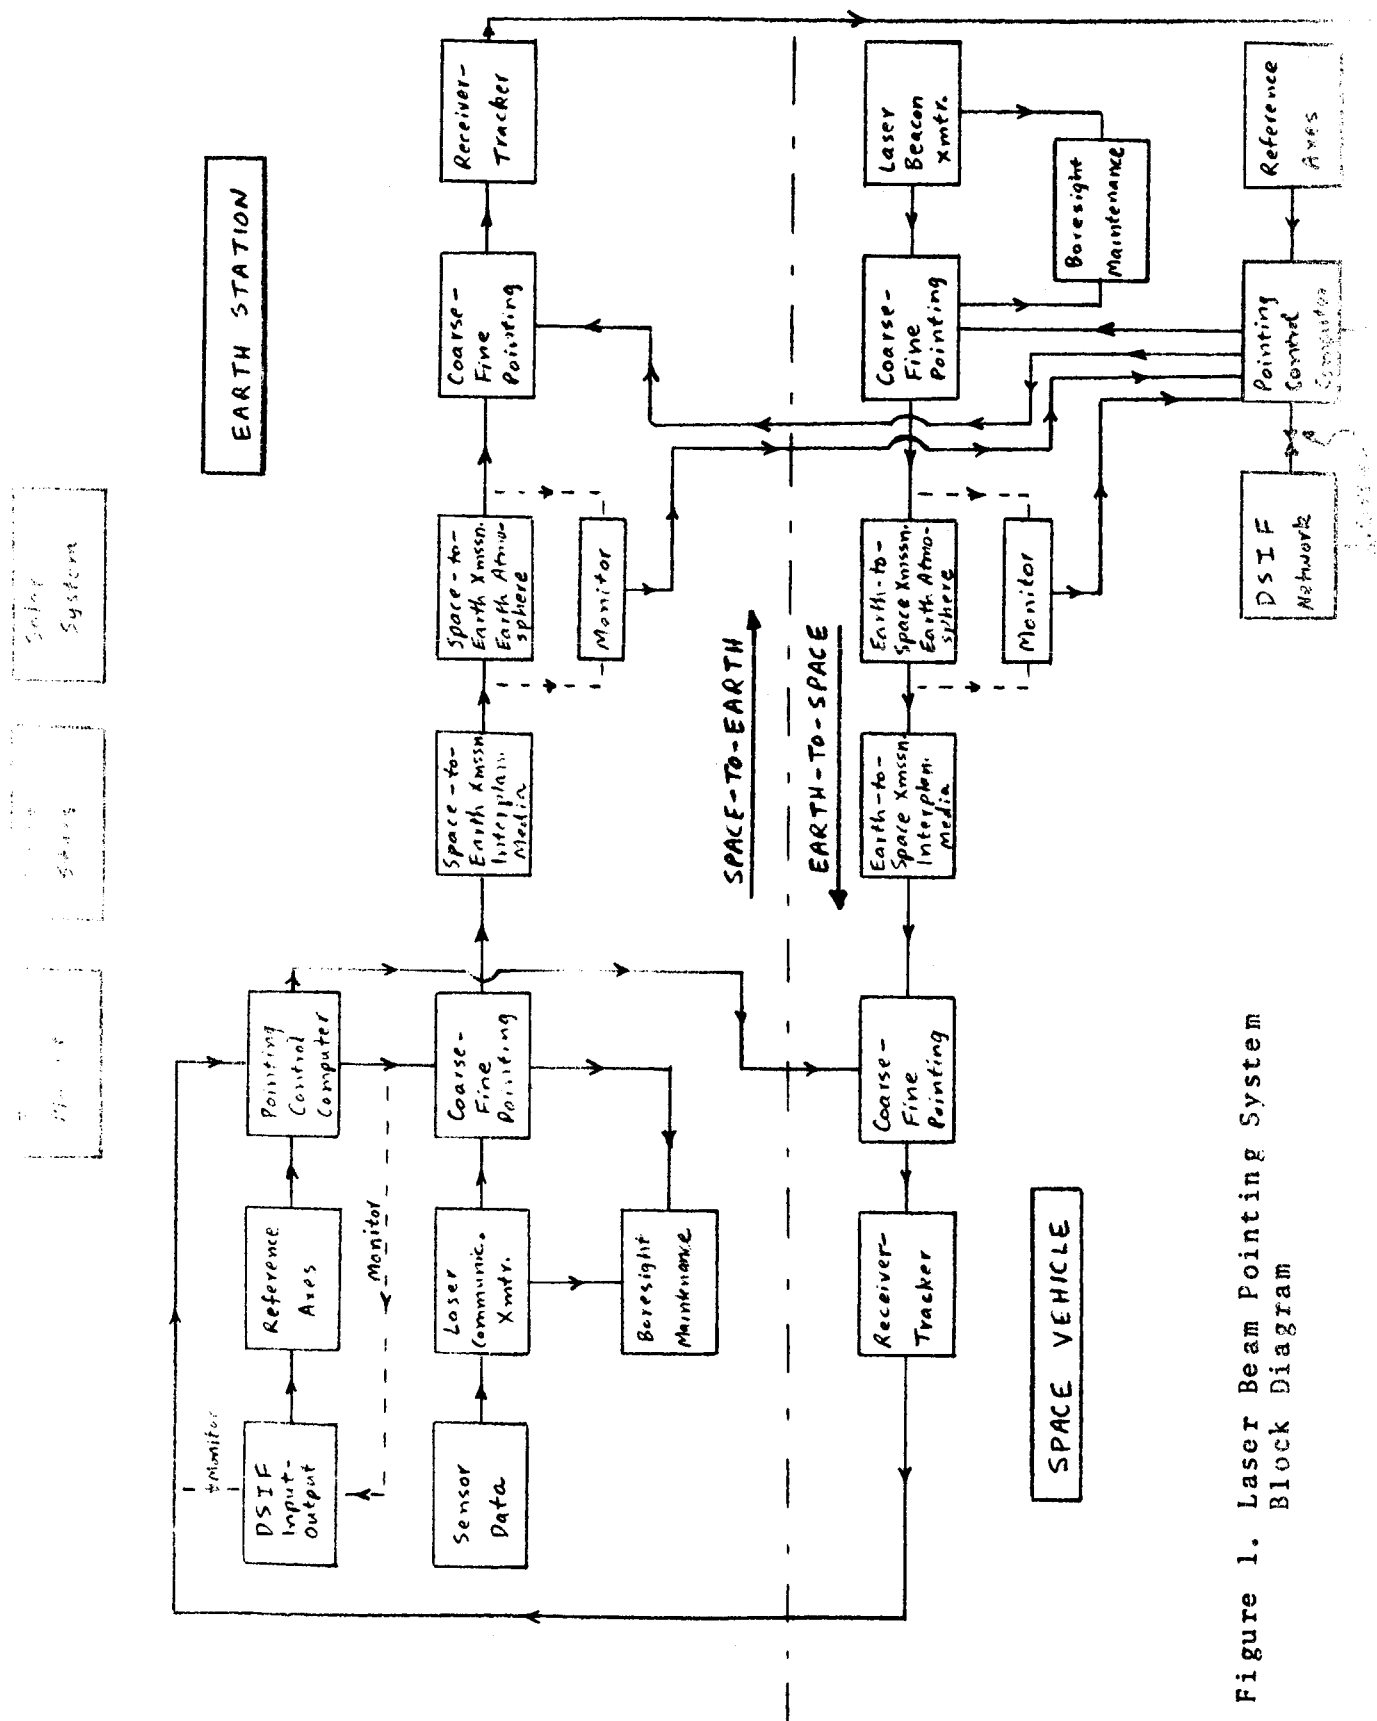 EARTH STATION
Solar
System
Stars
DSIF
Input-
Output
Monitor
Reference
Axes
Pointing
Control
Computer
Monitor
Sensor
Data
Laser
Communic.
Xmtr.
Coarse-
Fine
Pointing
Space-to-
Earth Xmssn.
Interplan.
Media
Space-to-
Earth Xmssn.
Earth Atmo-
sphere
Coarse-
Fine
Pointing
Receiver-
Tracker
Boresight
Maintenance
Monitor
SPACE-TO-EARTH
EARTH-TO-SPACE
Receiver-
Tracker
Coarse-
Fine
Pointing
Earth-to-
Space Xmssn.
Interplan.
Media
Earth-to-
Space Xmssn.
Earth Atmo-
sphere
Coarse-
Fine
Pointing
Laser
Beacon
Xmtr.
Monitor
Boresight
Maintenance
SPACE VEHICLE
DSIF
Network
Pointing
Control
Computer
Reference
Axes
Figure 1. Laser Beam Pointing System
Block Diagram